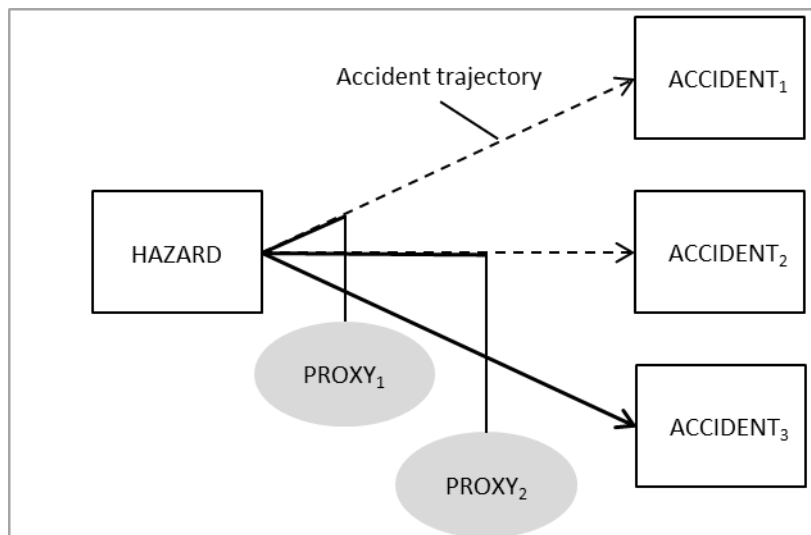 Accident trajectory
ACCIDENT₁
HAZARD
ACCIDENT₂
PROXY₁
ACCIDENT₃
PROXY₂